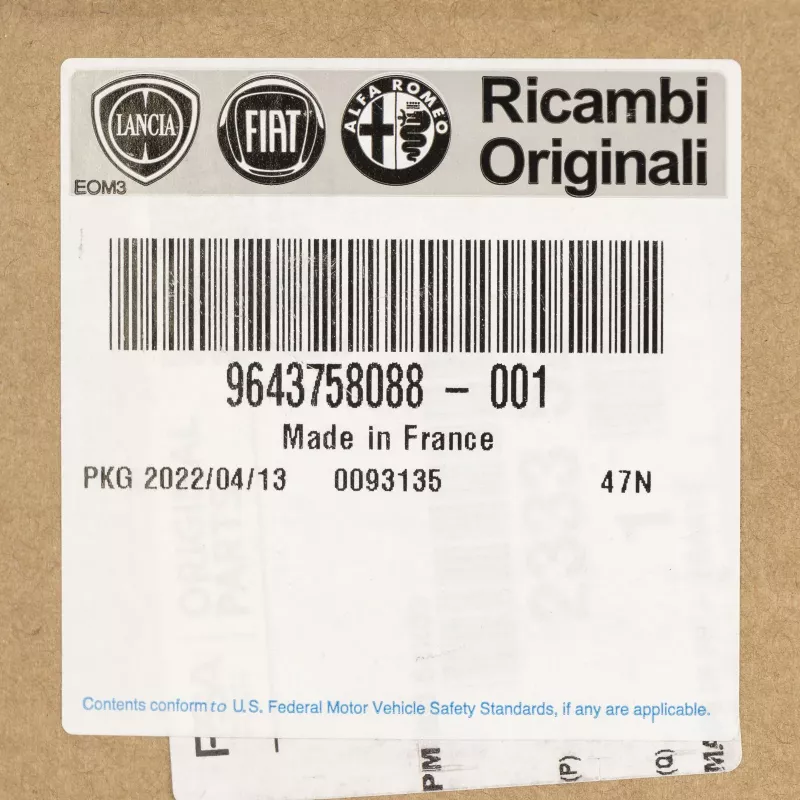 LANCIA FIAT ALFA ROMEO Ricambi
Originali
EOM3
9643758088 - 001
Made in France
PKG 2022/04/13 0093135 47N
Contents conform to U.S. Federal Motor Vehicle Safety Standards, if any are applicable.
PM (P) (Q)